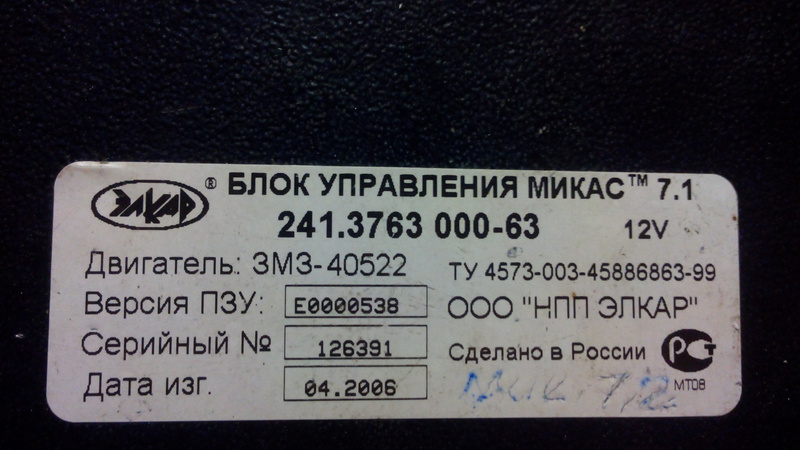 ЭЛКАР ® БЛОК УПРАВЛЕНИЯ МИКАС™ 7.1
241.3763 000-63 12V
Двигатель: ЗМЗ-40522 ТУ 4573-003-45886863-99
Версия ПЗУ: E0000538 ООО "НПП ЭЛКАР"
Серийный № 126391 Сделано в России РСТ
Дата изг. 04.2006 МТ08